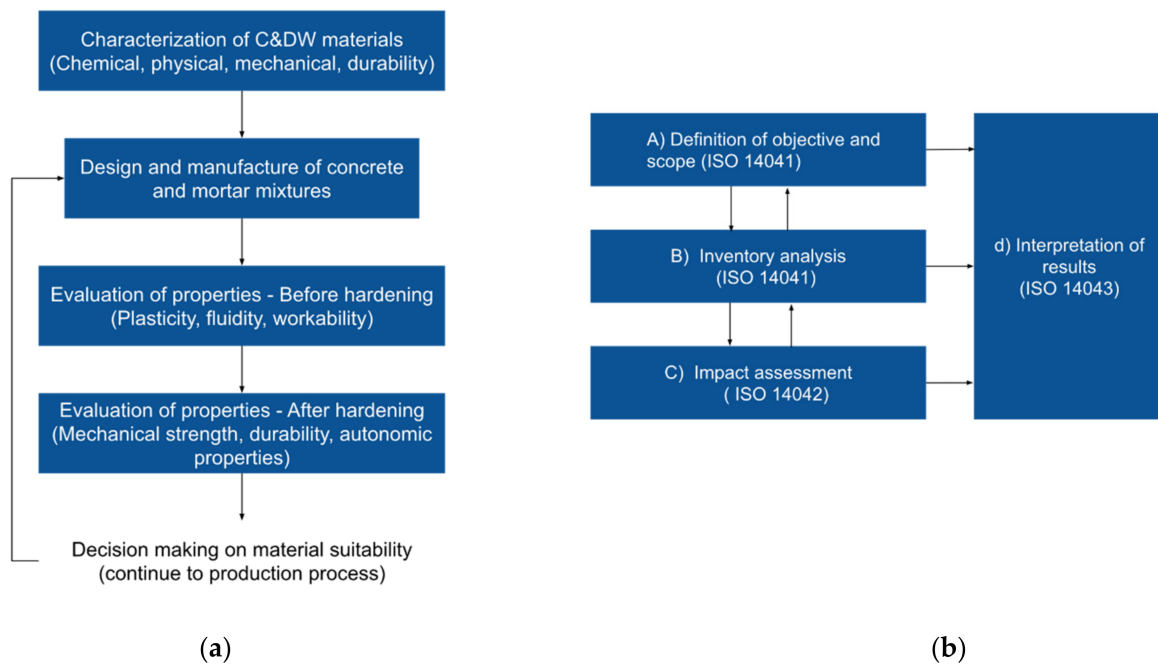 Characterization of C&DW materials
(Chemical, physical, mechanical, durability)
Design and manufacture of concrete
and mortar mixtures
Evaluation of properties - Before hardening
(Plasticity, fluidity, workability)
Evaluation of properties - After hardening
(Mechanical strength, durability, autonomic
properties)
Decision making on material suitability
(continue to production process)
(a)
A) Definition of objective and
scope (ISO 14041)
B) Inventory analysis
(ISO 14041)
C) Impact assessment
( ISO 14042)
d) Interpretation of
results
(ISO 14043)
(b)